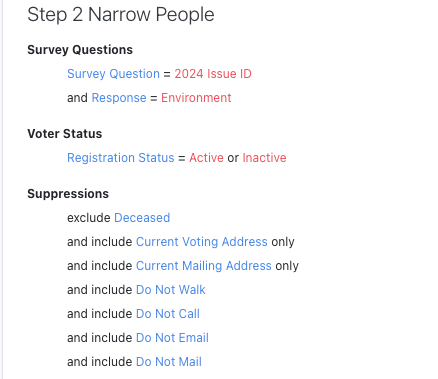 Step 2 Narrow People
Survey Questions
Survey Question = 2024 Issue ID
and Response = Environment
Voter Status
Registration Status = Active or Inactive
Suppressions
exclude Deceased
and include Current Voting Address only
and include Current Mailing Address only
and include Do Not Walk
and include Do Not Call
and include Do Not Email
and include Do Not Mail